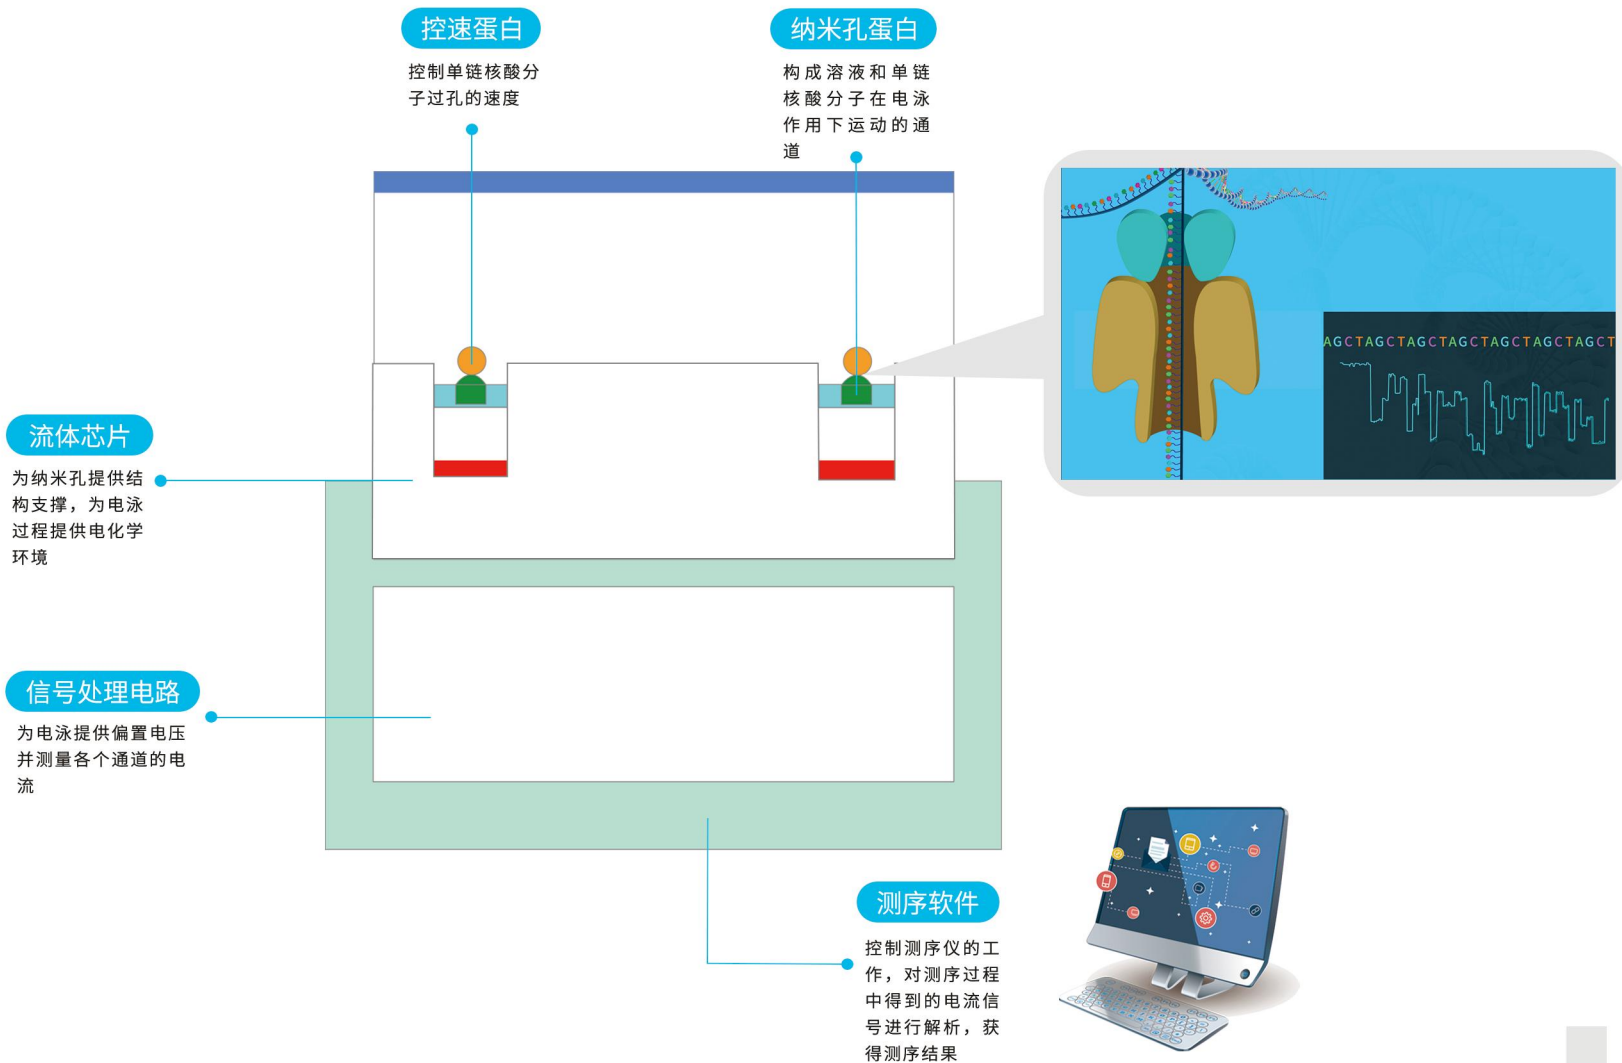 控速蛋白
控制单链核酸分
子过孔的速度
纳米孔蛋白
构成溶液和单链
核酸分子在电泳
作用下运动的通
道
AGCTAGCTAGCTAGCTAGCTAGCTAGCT
流体芯片
为纳米孔提供结
构支撑，为电泳
过程提供电化学
环境
信号处理电路
为电泳提供偏置电压
并测量各个通道的电
流
测序软件
控制测序仪的工
作，对测序过程
中得到的电流信
号进行解析，获
得测序结果